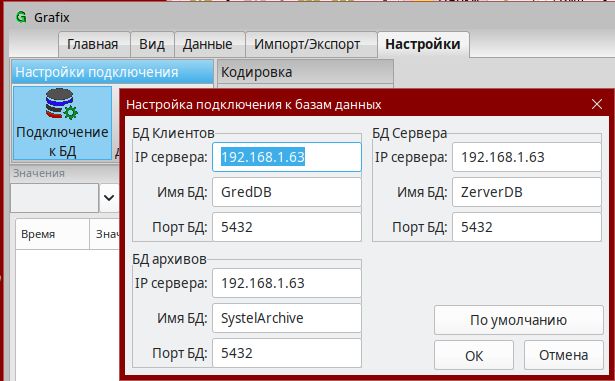 Grafix
Главная Вид Данные Импорт/Экспорт Настройки
Настройки подключения Кодировка
Подключение
к БД
Значения
Время
Настройка подключения к базам данных
БД Клиентов
IP сервера: 192.168.1.63
Имя БД: GredDB
Порт БД: 5432
БД Сервера
IP сервера: 192.168.1.63
Имя БД: ZerverDB
Порт БД: 5432
БД архивов
IP сервера: 192.168.1.63
Имя БД: SystelArchive
Порт БД: 5432
По умолчанию
ОК Отмена